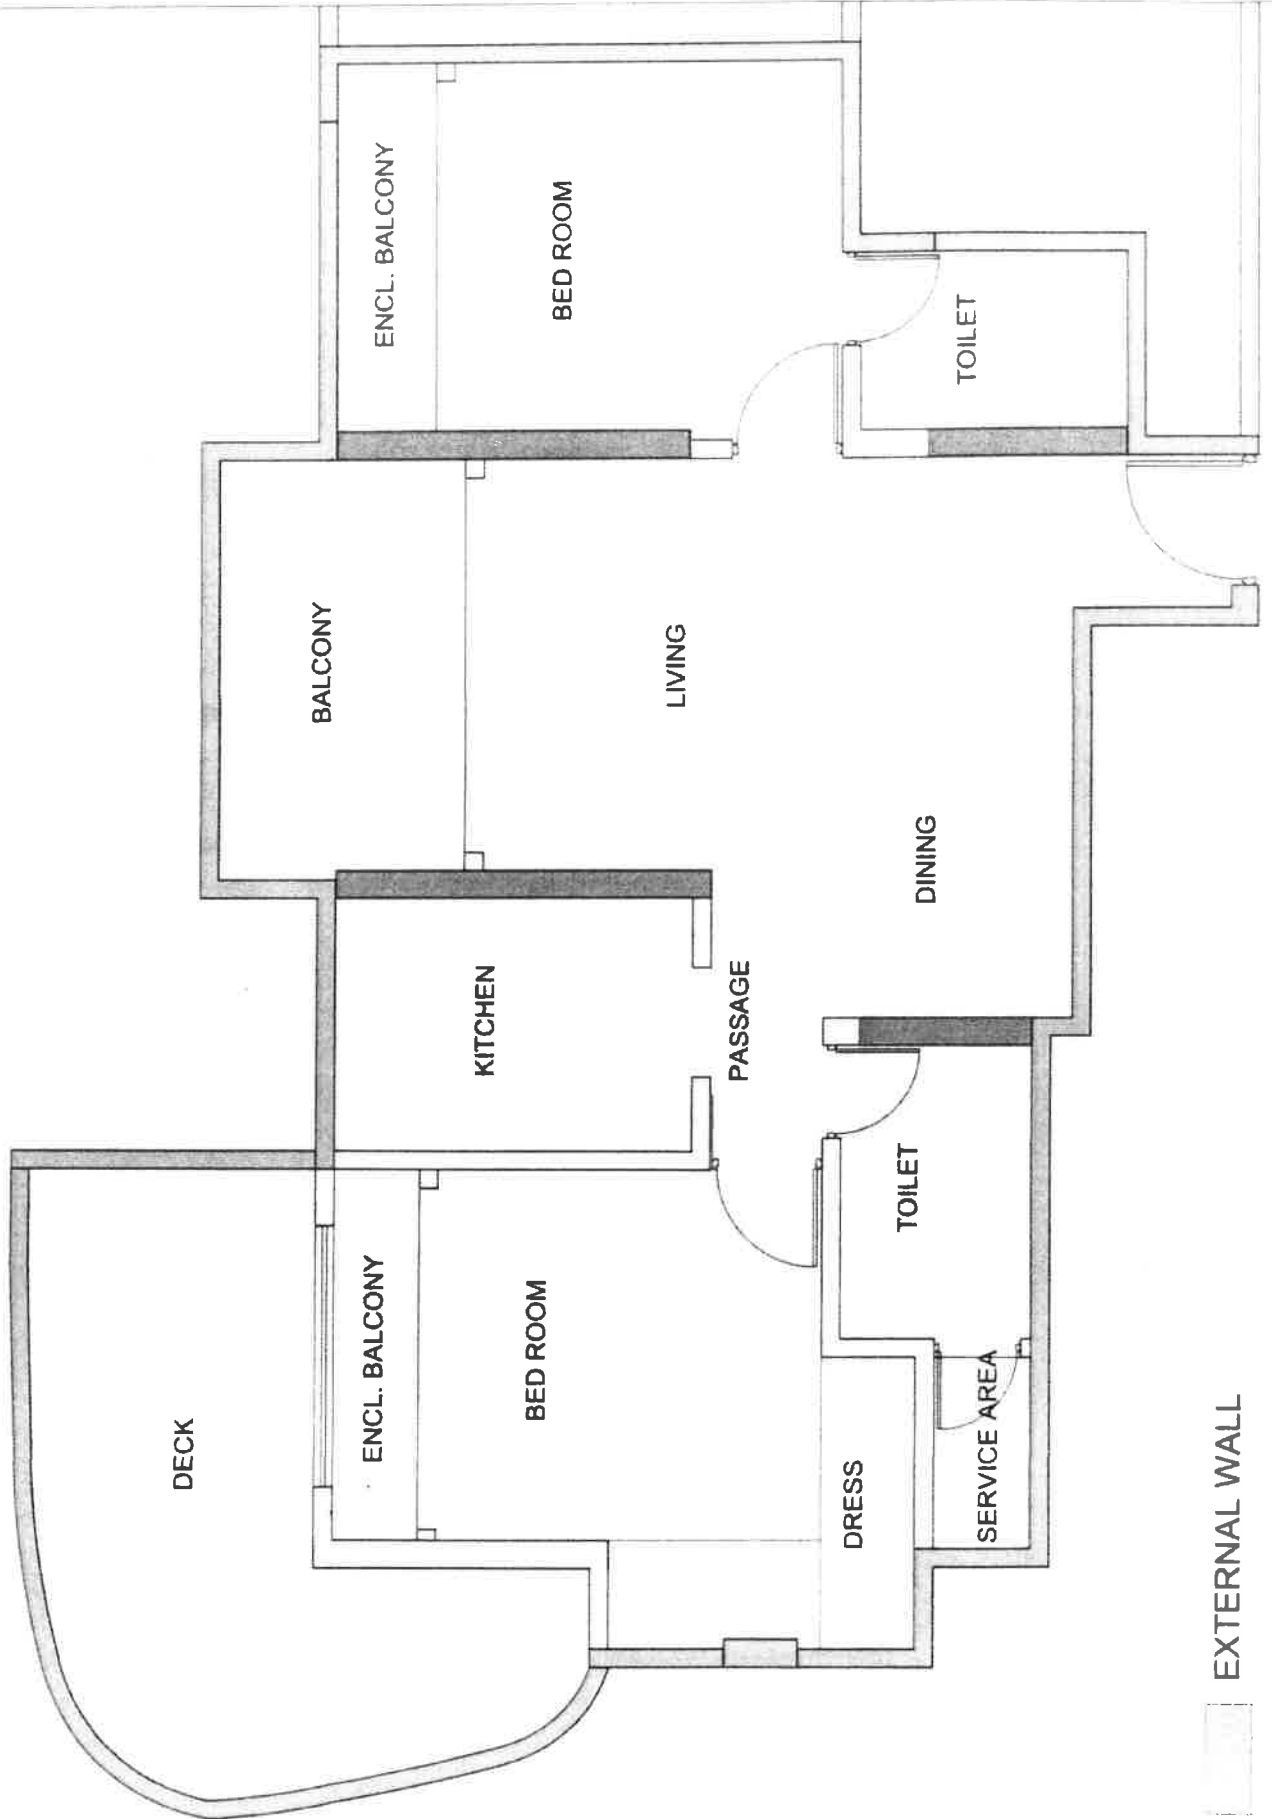 DECK
ENCL. BALCONY
BED ROOM
DRESS
SERVICE AREA
TOILET
KITCHEN
PASSAGE
BALCONY
LIVING
DINING
ENCL. BALCONY
BED ROOM
TOILET
EXTERNAL WALL